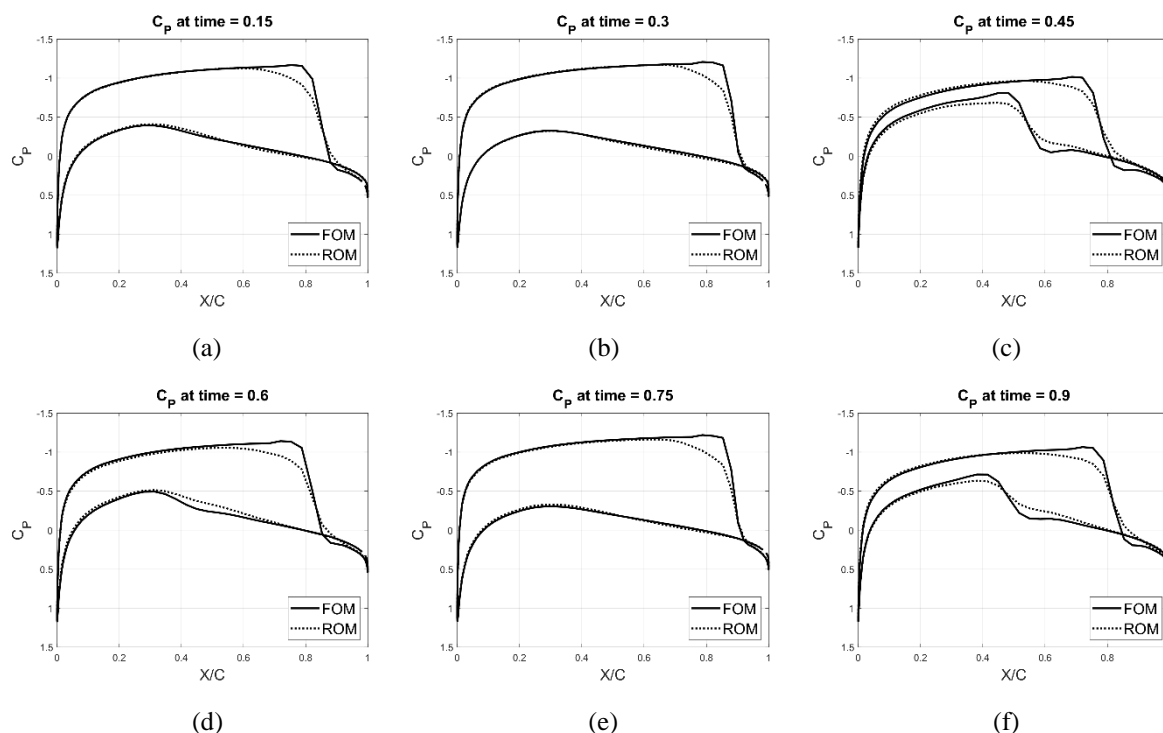 C_P at time = 0.15
-1.5
-1
-0.5
0
0.5
1
1.5
C_P
FOM
ROM
0 0.2 0.4 0.6 0.8 1
X/C
(a)
C_P at time = 0.3
-1.5
-1
-0.5
0
0.5
1
1.5
C_P
FOM
ROM
0 0.2 0.4 0.6 0.8 1
X/C
(b)
C_P at time = 0.45
-1.5
-1
-0.5
0
0.5
1
1.5
C_P
FOM
ROM
0 0.2 0.4 0.6 0.8
X/C
(c)
C_P at time = 0.6
-1.5
-1
-0.5
0
0.5
1
1.5
C_P
FOM
ROM
0 0.2 0.4 0.6 0.8 1
X/C
(d)
C_P at time = 0.75
-1.5
-1
-0.5
0
0.5
1
1.5
C_P
FOM
ROM
0 0.2 0.4 0.6 0.8 1
X/C
(e)
C_P at time = 0.9
-1.5
-1
-0.5
0
0.5
1
1.5
C_P
FOM
ROM
0 0.2 0.4 0.6 0.8
X/C
(f)